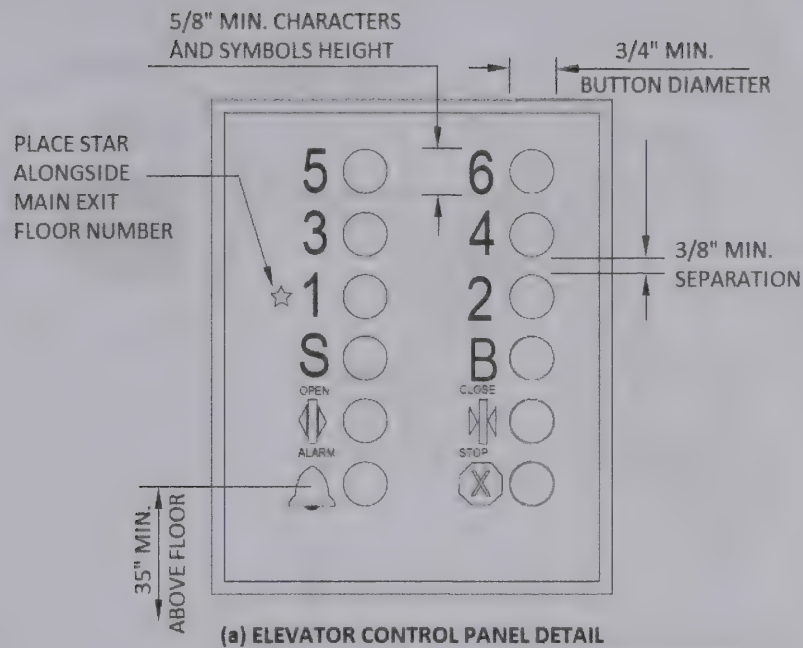 5/8" MIN. CHARACTERS
AND SYMBOLS HEIGHT
3/4" MIN.
BUTTON DIAMETER
PLACE STAR
ALONGSIDE
MAIN EXIT
FLOOR NUMBER
5 6
3 4
3/8" MIN.
SEPARATION
1 2
S B
OPEN CLOSE
ALARM STOP
X
35" MIN.
ABOVE FLOOR
(a) ELEVATOR CONTROL PANEL DETAIL